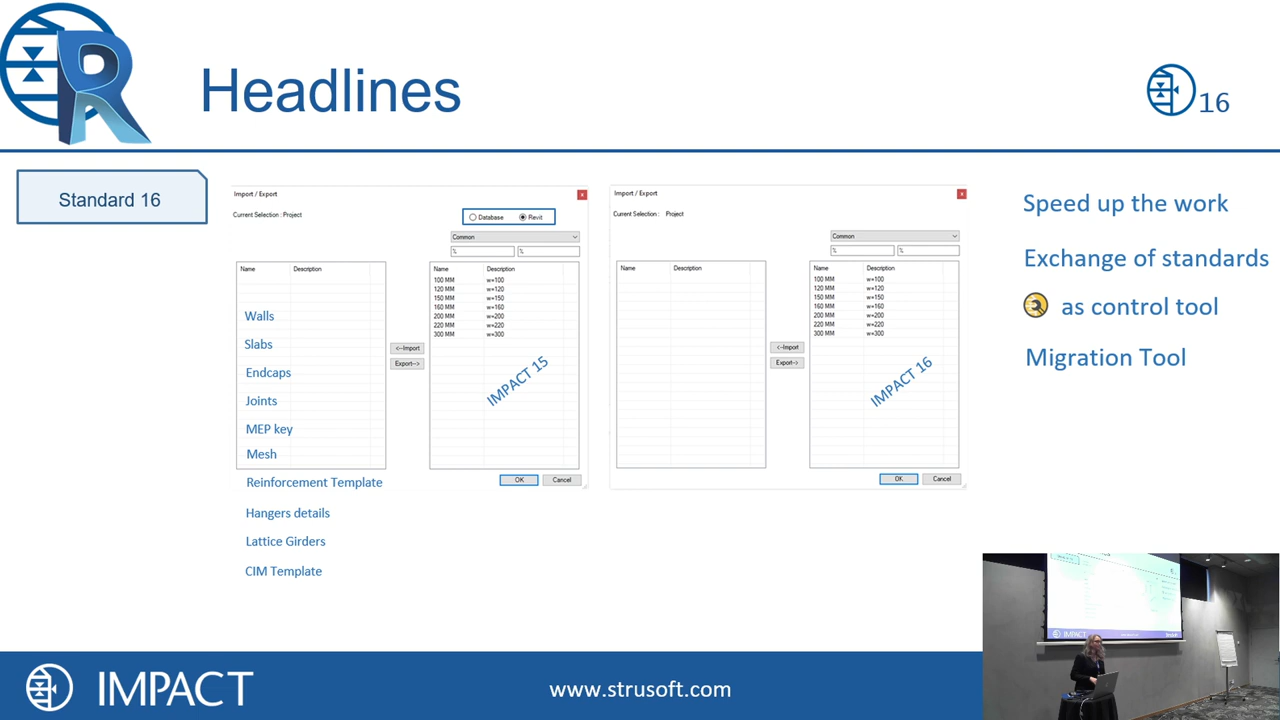 Headlines
16
Standard 16
Import / Export
Current Selection : Project
Database
Revit
Common
%
%
Name Description
Walls
Slabs
Endcaps
Joints
MEP key
Mesh
Reinforcement Template
Hangers details
Lattice Girders
CIM Template
<--Import
Export-->
Name Description
100 MM w=100
120 MM w=120
150 MM w=150
160 MM w=160
200 MM w=200
220 MM w=220
300 MM w=300
IMPACT 15
OK
Cancel
Import / Export
Current Selection : Project
Common
%
%
Name Description
<--Import
Export-->
Name Description
100 MM w=100
120 MM w=120
150 MM w=150
160 MM w=160
200 MM w=200
220 MM w=220
300 MM w=300
IMPACT 16
OK
Cancel
Speed up the work
Exchange of standards
as control tool
Migration Tool
IMPACT
www.strusoft.com
IMPACT